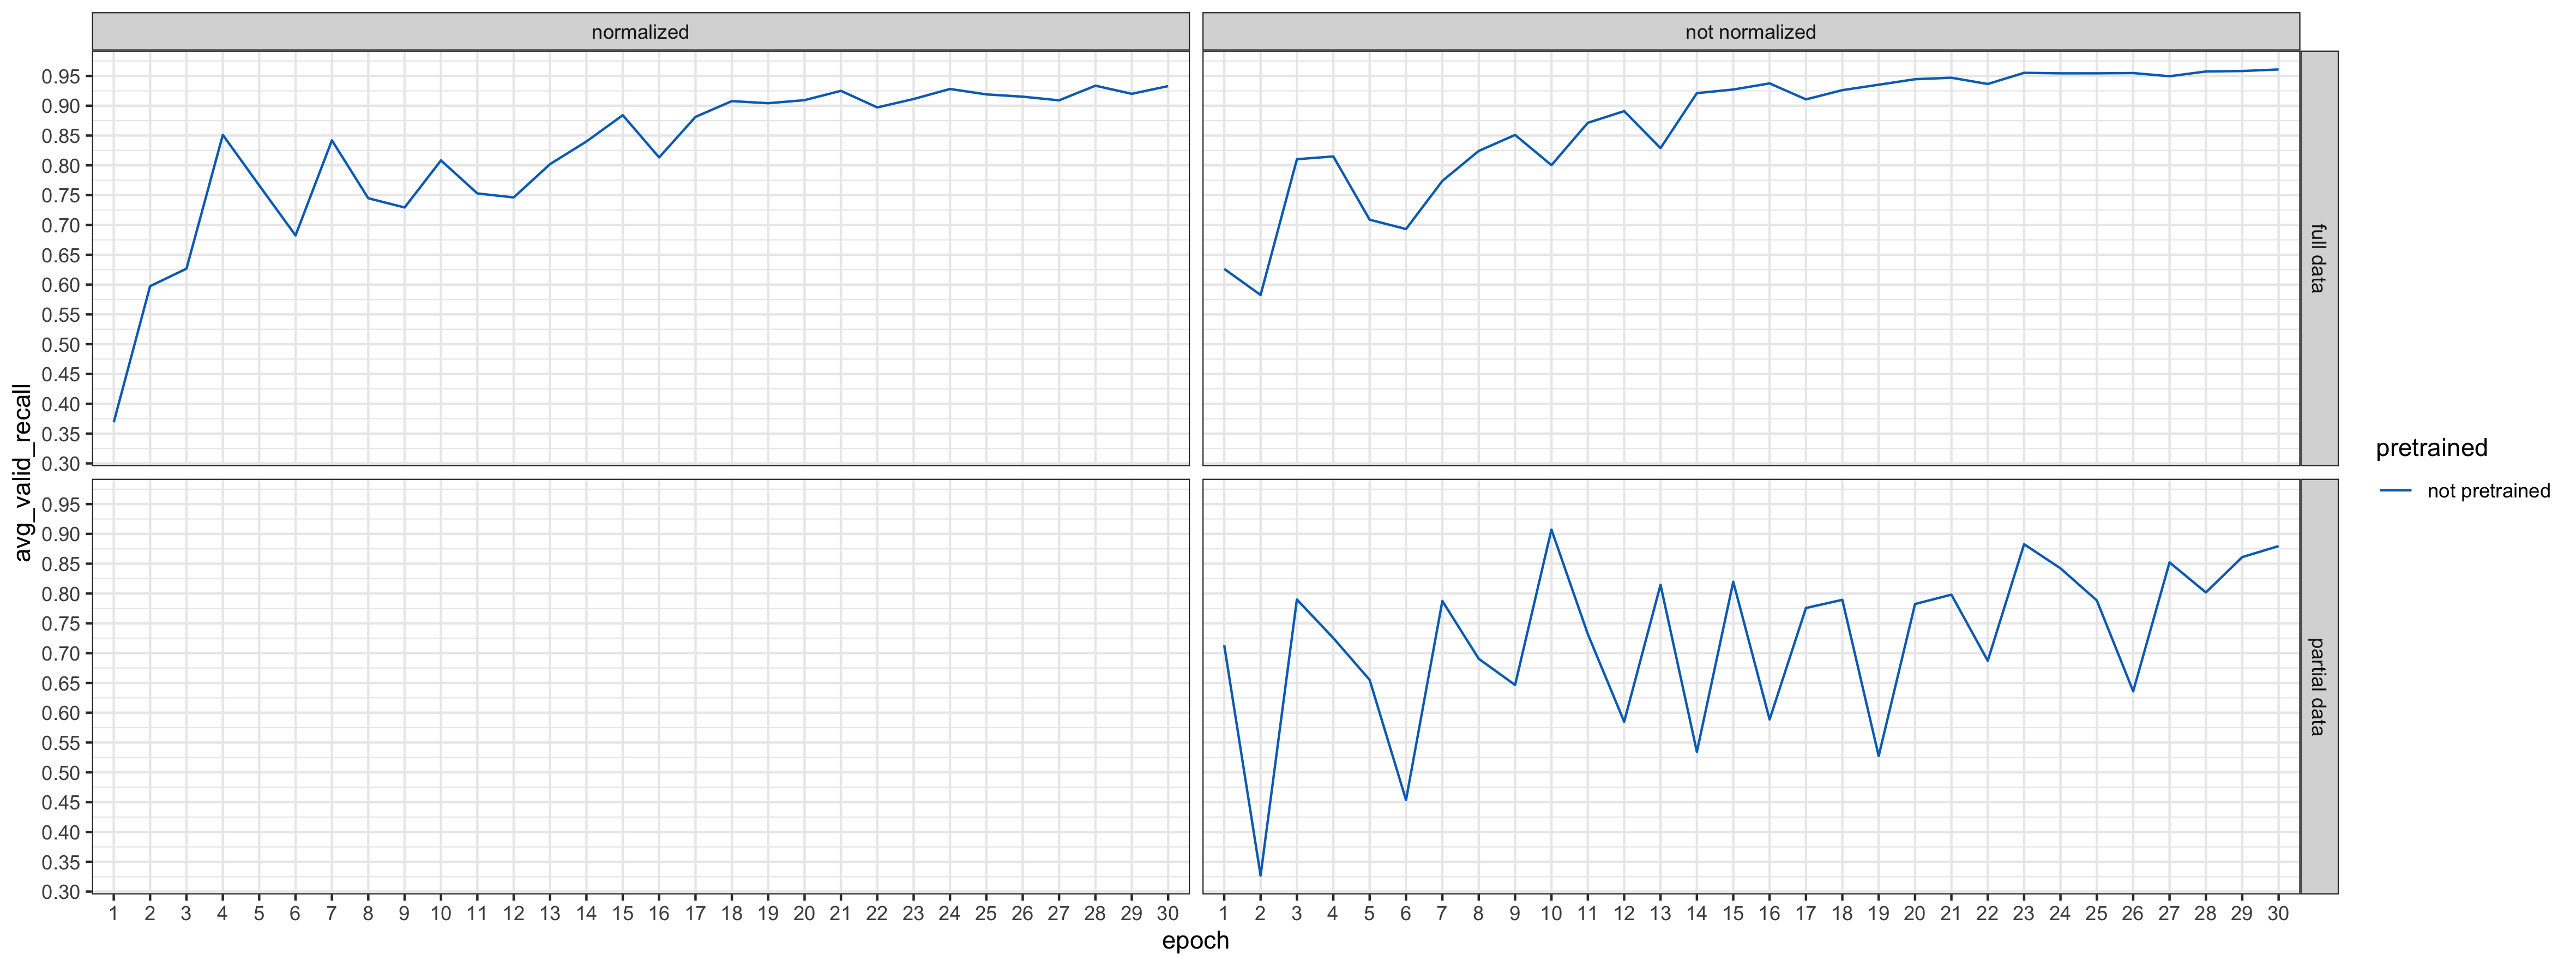 normalized
not normalized
0.95
0.90
0.85
0.80
0.75
0.70
0.65
0.60
0.55
0.50
0.45
0.40
0.35
0.30
full data
0.95
0.90
0.85
0.80
0.75
0.70
0.65
0.60
0.55
0.50
0.45
0.40
0.35
0.30
partial data
avg_valid_recall
1 2 3 4 5 6 7 8 9 10 11 12 13 14 15 16 17 18 19 20 21 22 23 24 25 26 27 28 29 30
1 2 3 4 5 6 7 8 9 10 11 12 13 14 15 16 17 18 19 20 21 22 23 24 25 26 27 28 29 30
epoch
pretrained
not pretrained